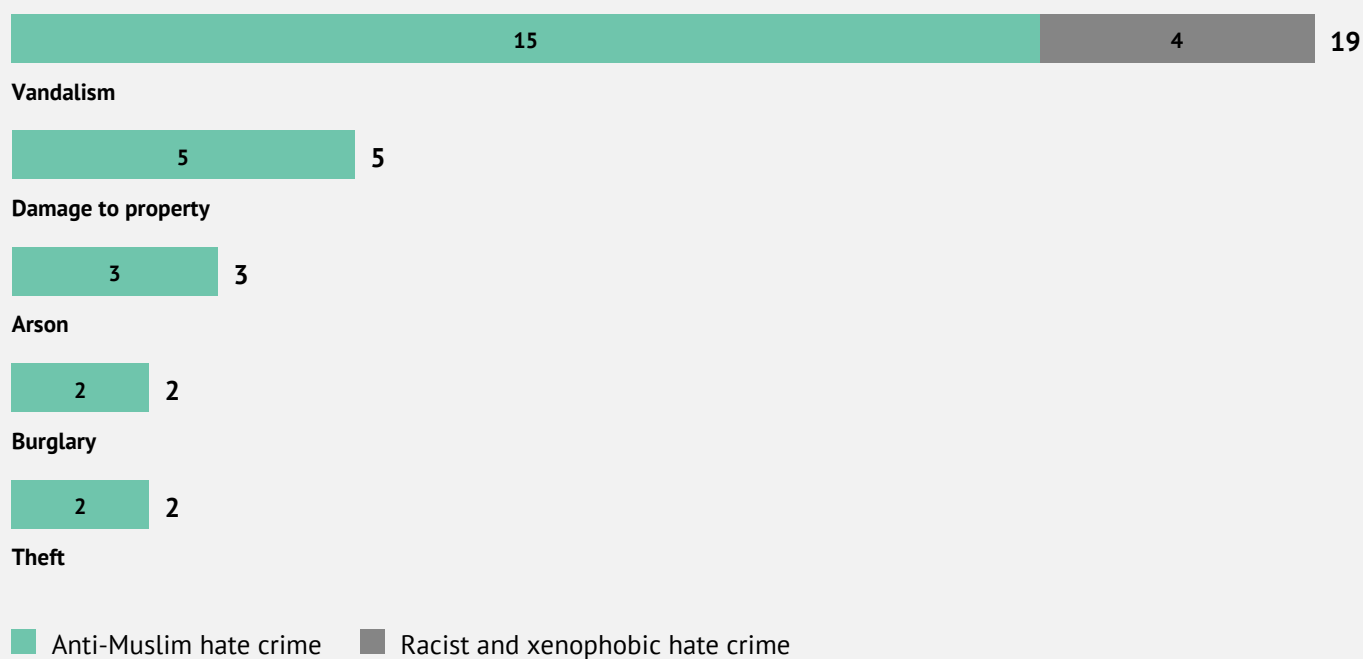 15 4 19
Vandalism
5 5
Damage to property
3 3
Arson
2 2
Burglary
2 2
Theft
Anti-Muslim hate crime Racist and xenophobic hate crime